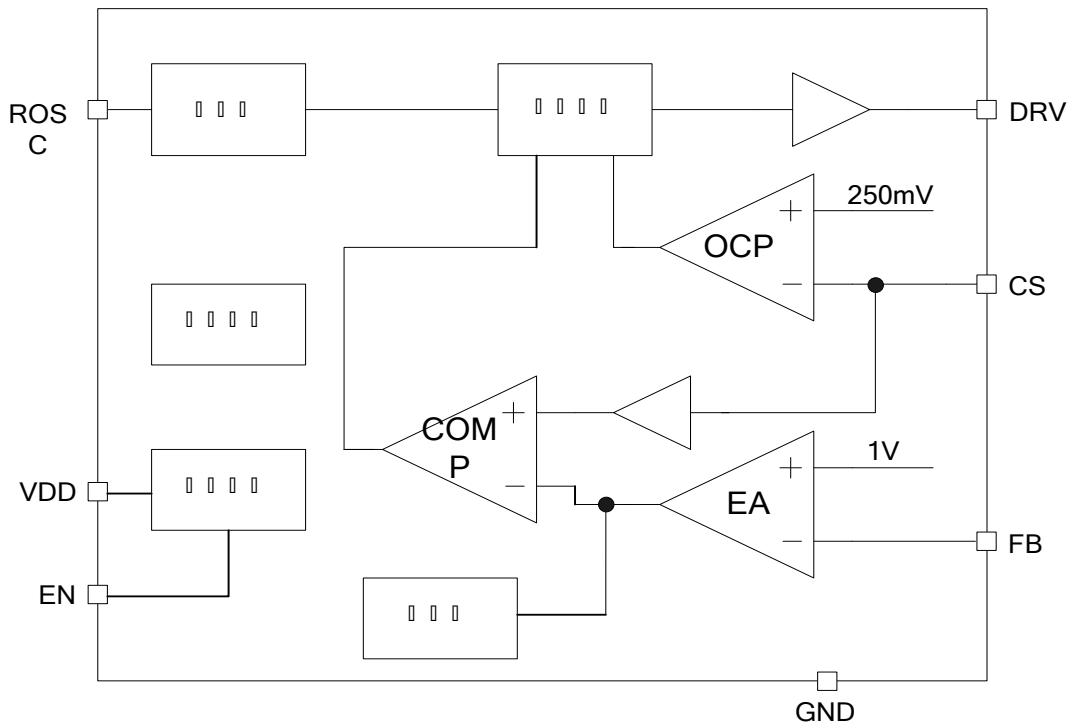 ROS
C
DRV
250mV
+
OCP
−
CS
+
COM
P
−
1V
+
EA
−
VDD
FB
EN
GND